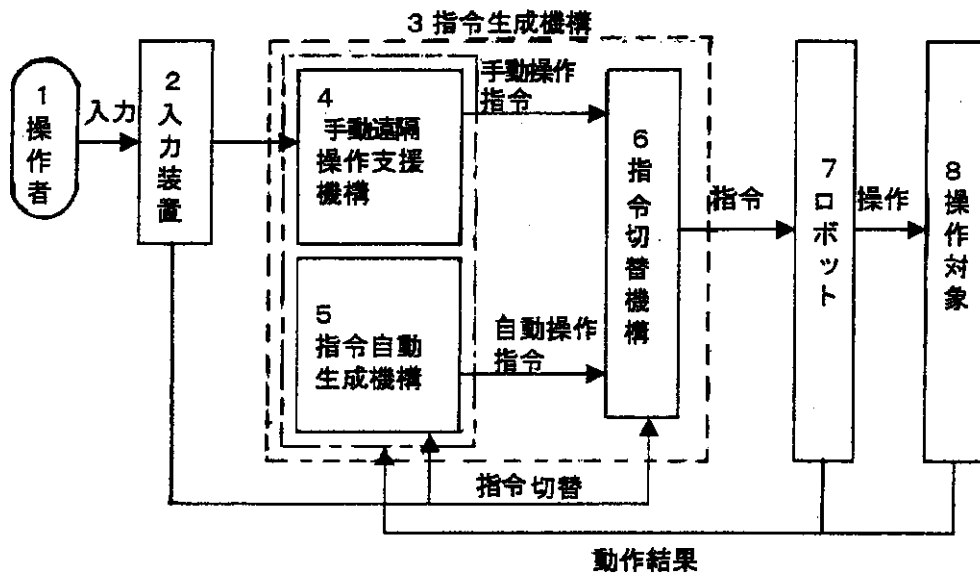 3 指令生成機構
1
操
作
者
入力
2
入
力
装
置
4
手動遠隔
操作支援
機構
手動操作
指令
5
指令自動
生成機構
自動操作
指令
6
指
令
切
替
機
構
指令
7
ロ
ボ
ッ
ト
操作
8
操
作
対
象
指令切替
動作結果